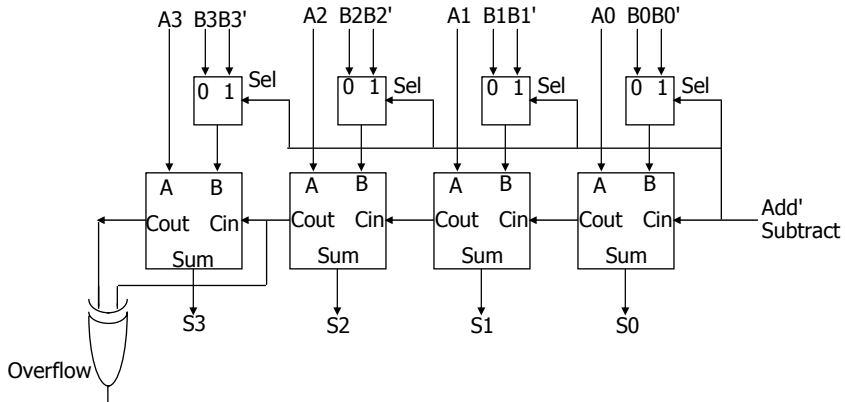 A3 B3B3' A2 B2B2' A1 B1B1' A0 B0B0'
0 1 Sel 0 1 Sel 0 1 Sel 0 1 Sel
A B A B A B A B
Cout Cin Cout Cin Cout Cin Cout Cin Add'
Subtract
Sum Sum Sum Sum
S3 S2 S1 S0
Overflow